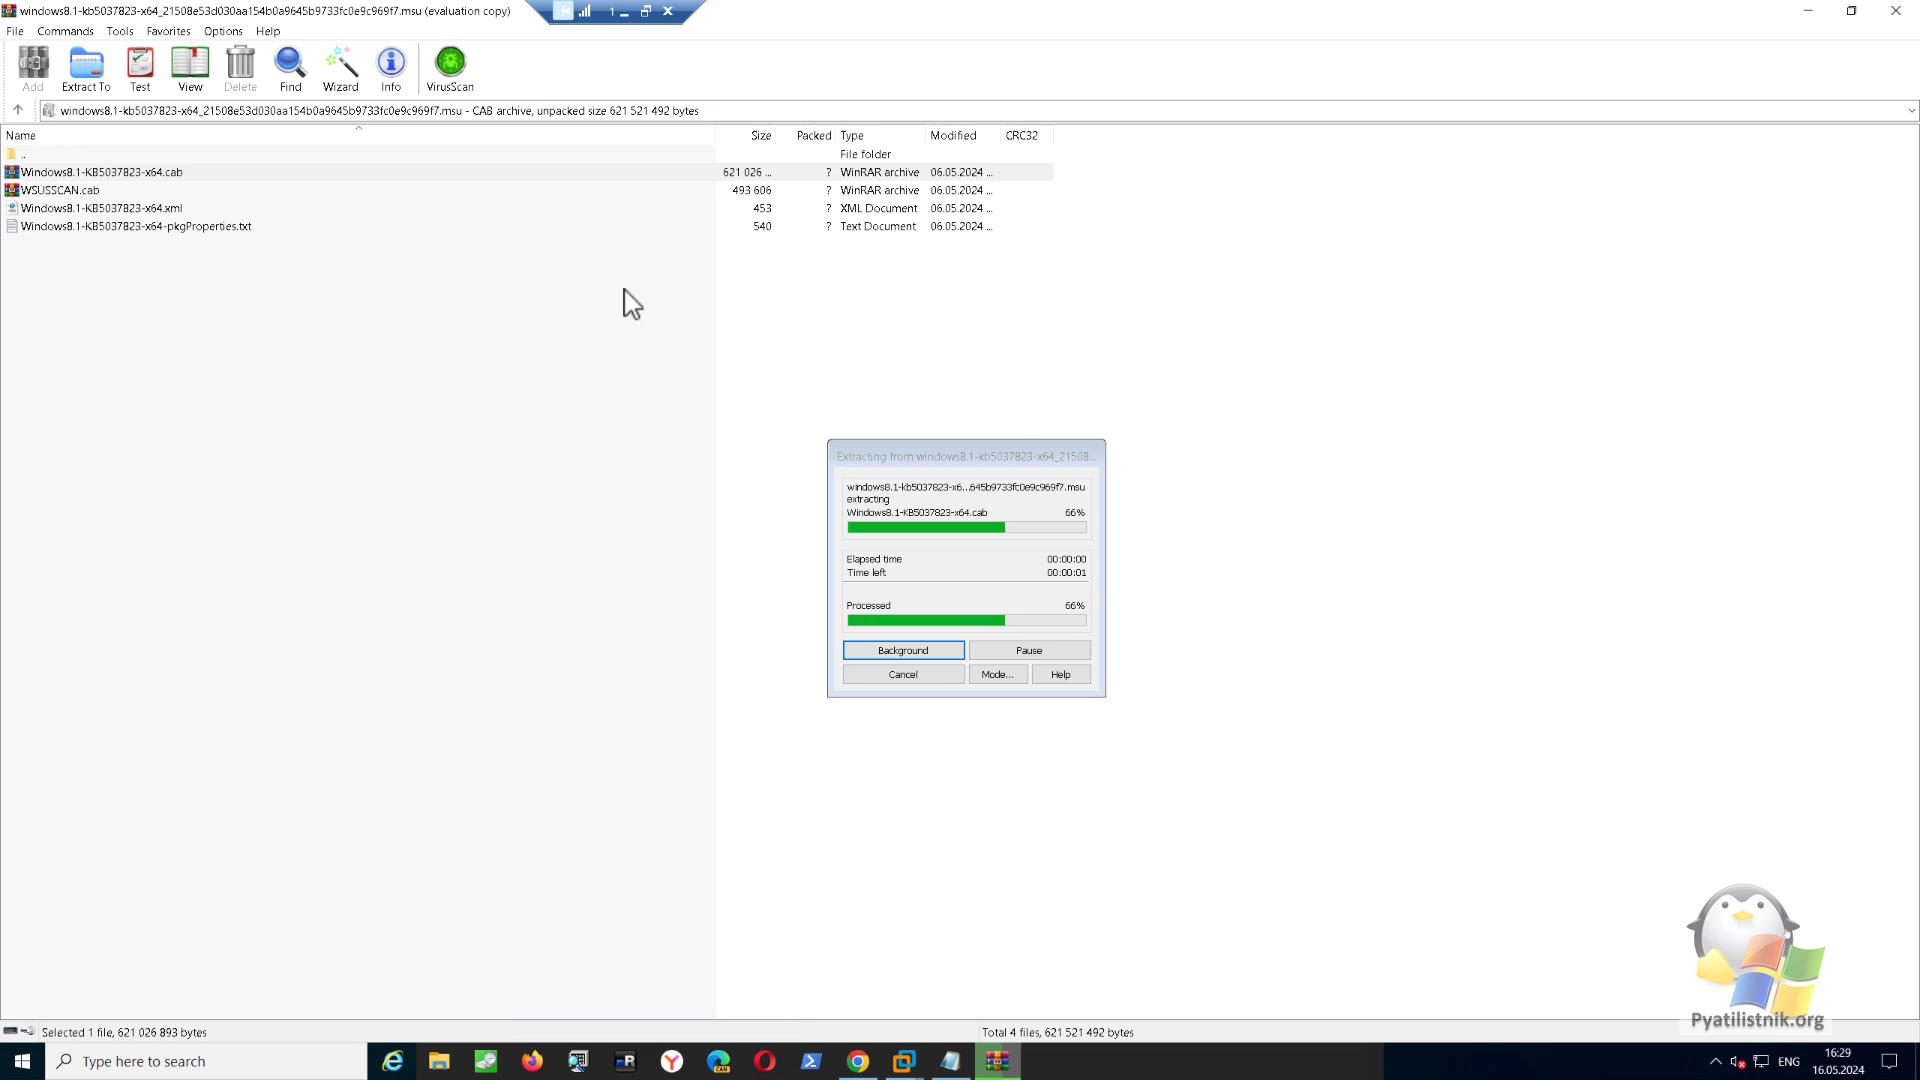 windows8.1-kb5037823-x64_21508e53d030aa154b0a9645b9733fc0e9c969f7.msu (evaluation copy)
1
File Commands Tools Favorites Options Help
Add Extract To Test View Delete Find Wizard Info VirusScan
windows8.1-kb5037823-x64_21508e53d030aa154b0a9645b9733fc0e9c969f7.msu - CAB archive, unpacked size 621 521 492 bytes
Name Size Packed Type Modified CRC32
.. File folder
Windows8.1-KB5037823-x64.cab 621 026 ... ? WinRAR archive 06.05.2024 ...
WSUSSCAN.cab 493 606 ? WinRAR archive 06.05.2024 ...
Windows8.1-KB5037823-x64.xml 453 ? XML Document 06.05.2024 ...
Windows8.1-KB5037823-x64-pkgProperties.txt 540 ? Text Document 06.05.2024 ...
Extracting from windows8.1-kb5037823-x64_21508...
windows8.1-kb5037823-x6...645b9733fc0e9c969f7.msu
extracting
Windows8.1-KB5037823-x64.cab 66%
Elapsed time 00:00:00
Time left 00:00:01
Processed 66%
Background Pause
Cancel Mode... Help
Pyatilistnik.org
Selected 1 file, 621 026 893 bytes Total 4 files, 621 521 492 bytes
Type here to search
CAN
ENG
16:29
16.05.2024